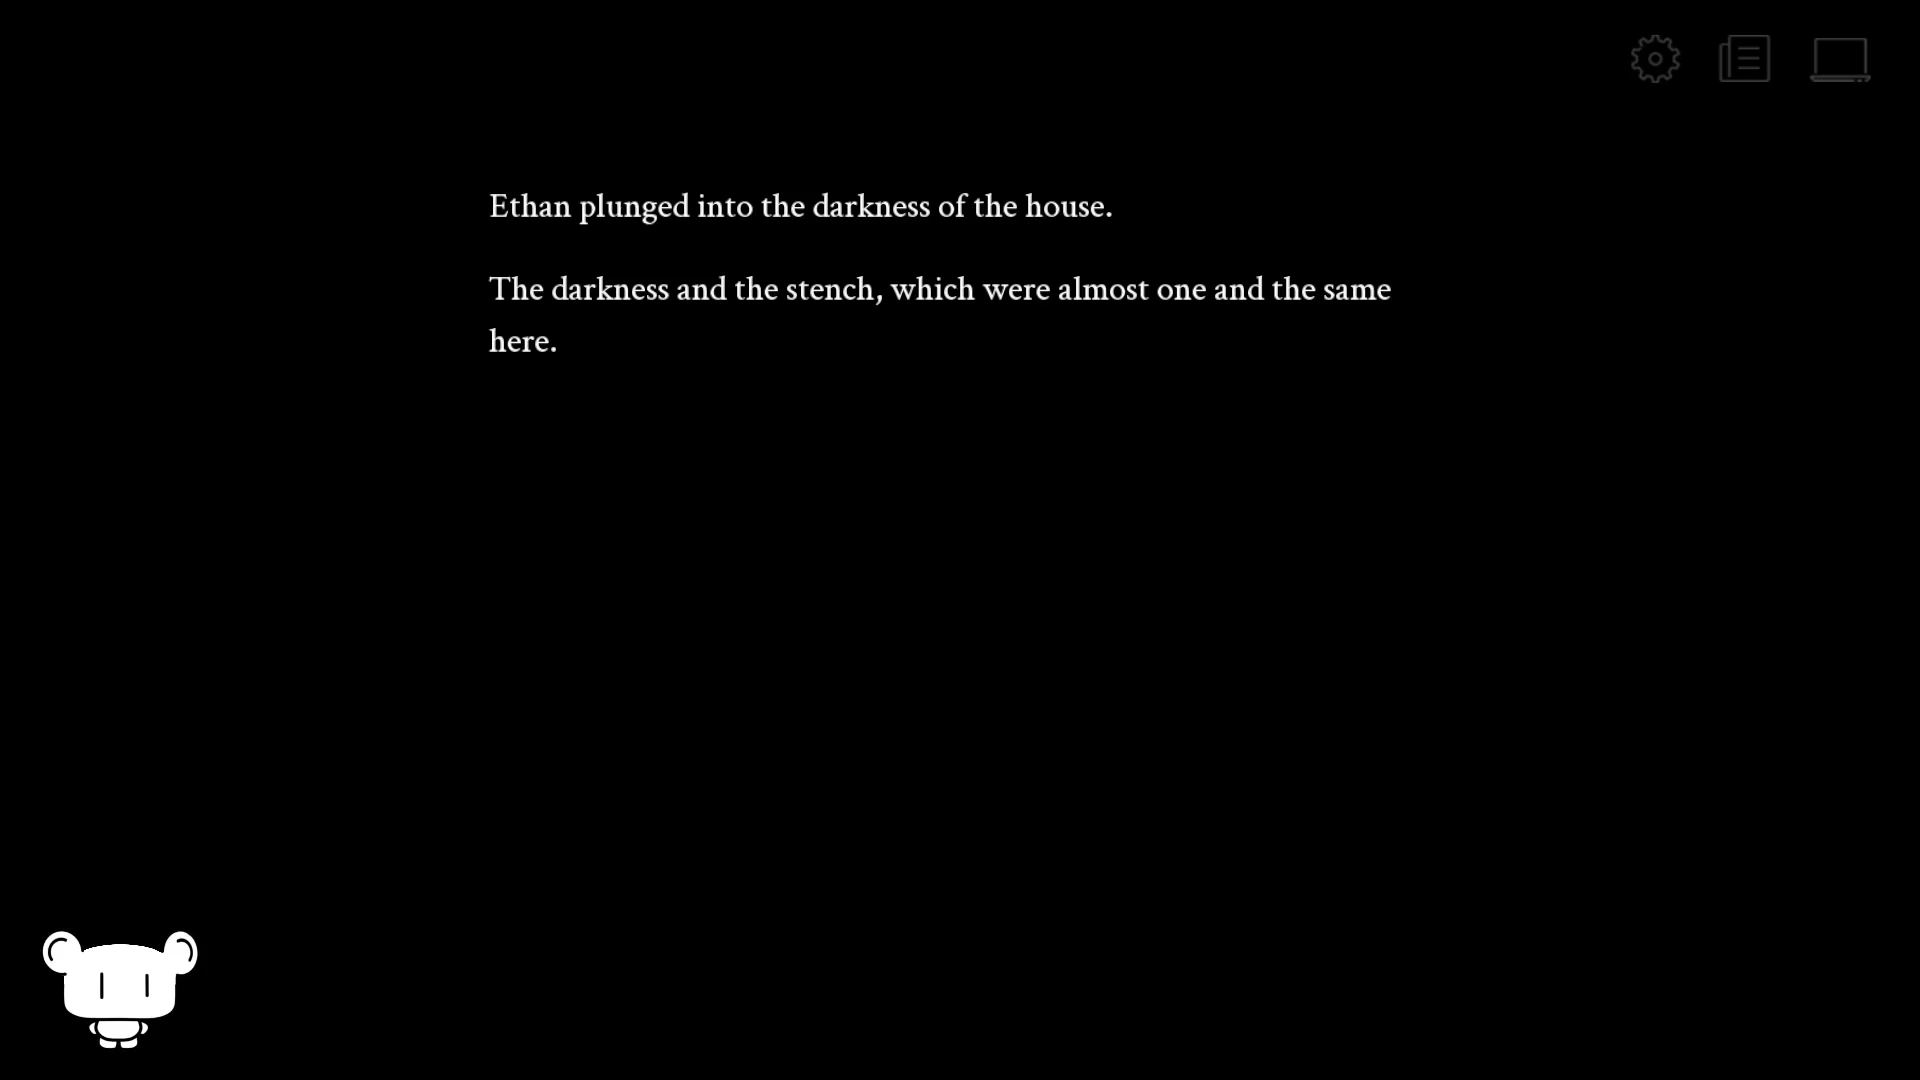 Ethan plunged into the darkness of the house.
The darkness and the stench, which were almost one and the same
here.